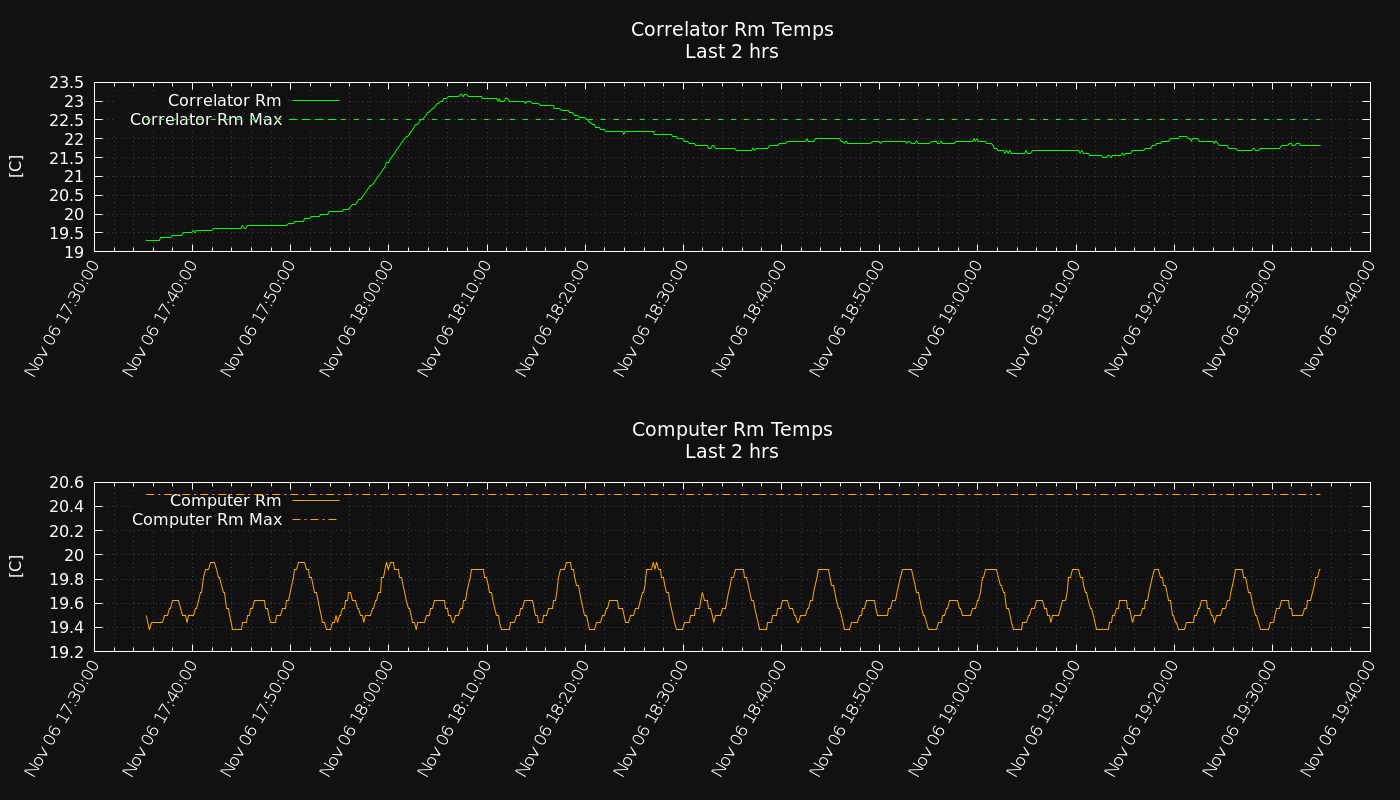 Correlator Rm Temps
Last 2 hrs
23.5
23
22.5
22
21.5
21
20.5
20
19.5
19
[C]
Correlator Rm
Correlator Rm Max
Nov 06 17:30:00
Nov 06 17:40:00
Nov 06 17:50:00
Nov 06 18:00:00
Nov 06 18:10:00
Nov 06 18:20:00
Nov 06 18:30:00
Nov 06 18:40:00
Nov 06 18:50:00
Nov 06 19:00:00
Nov 06 19:10:00
Nov 06 19:20:00
Nov 06 19:30:00
Nov 06 19:40:00
Computer Rm Temps
Last 2 hrs
20.6
20.4
20.2
20
19.8
19.6
19.4
19.2
[C]
Computer Rm
Computer Rm Max
Nov 06 17:30:00
Nov 06 17:40:00
Nov 06 17:50:00
Nov 06 18:00:00
Nov 06 18:10:00
Nov 06 18:20:00
Nov 06 18:30:00
Nov 06 18:40:00
Nov 06 18:50:00
Nov 06 19:00:00
Nov 06 19:10:00
Nov 06 19:20:00
Nov 06 19:30:00
Nov 06 19:40:00